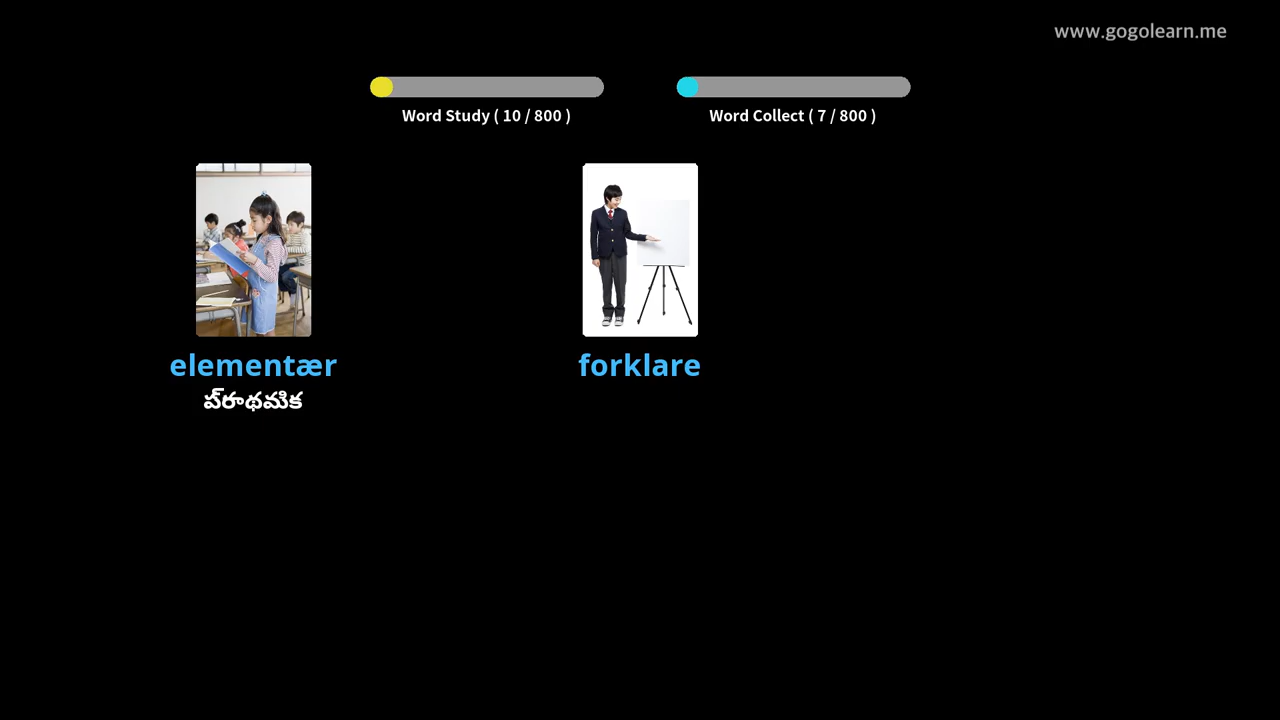 www.gogolearn.me
Word Study ( 10 / 800 )
Word Collect ( 7 / 800 )
elementær
forklare
ప్రాథమిక